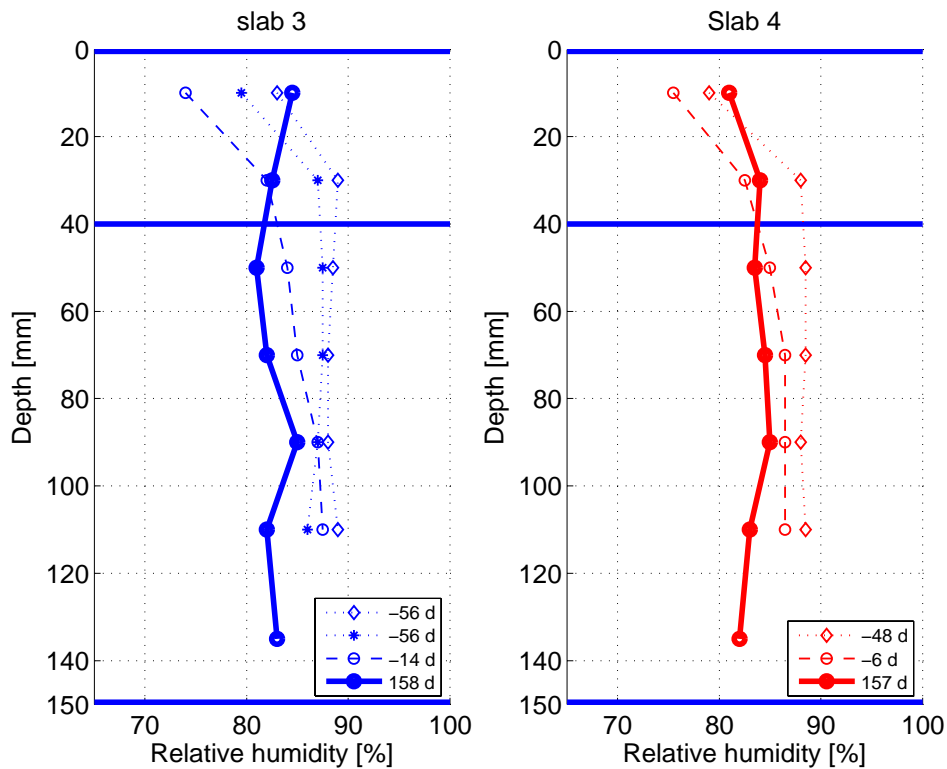 slab 3
0
20
40
60
80
100
120
140
150
Depth [mm]
70 80 90 100
Relative humidity [%]
−56 d
−56 d
−14 d
158 d
Slab 4
0
20
40
60
80
100
120
140
150
Depth [mm]
70 80 90 100
Relative humidity [%]
−48 d
−6 d
157 d